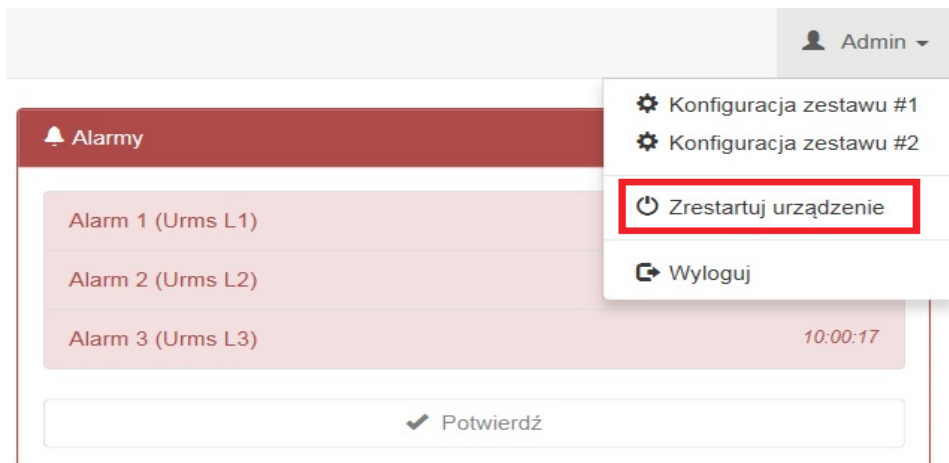 Admin
Konfiguracja zestawu #1
Konfiguracja zestawu #2
Zrestartuj urządzenie
Wyloguj
Alarmy
Alarm 1 (Urms L1)
Alarm 2 (Urms L2)
Alarm 3 (Urms L3) 10:00:17
Potwierdź